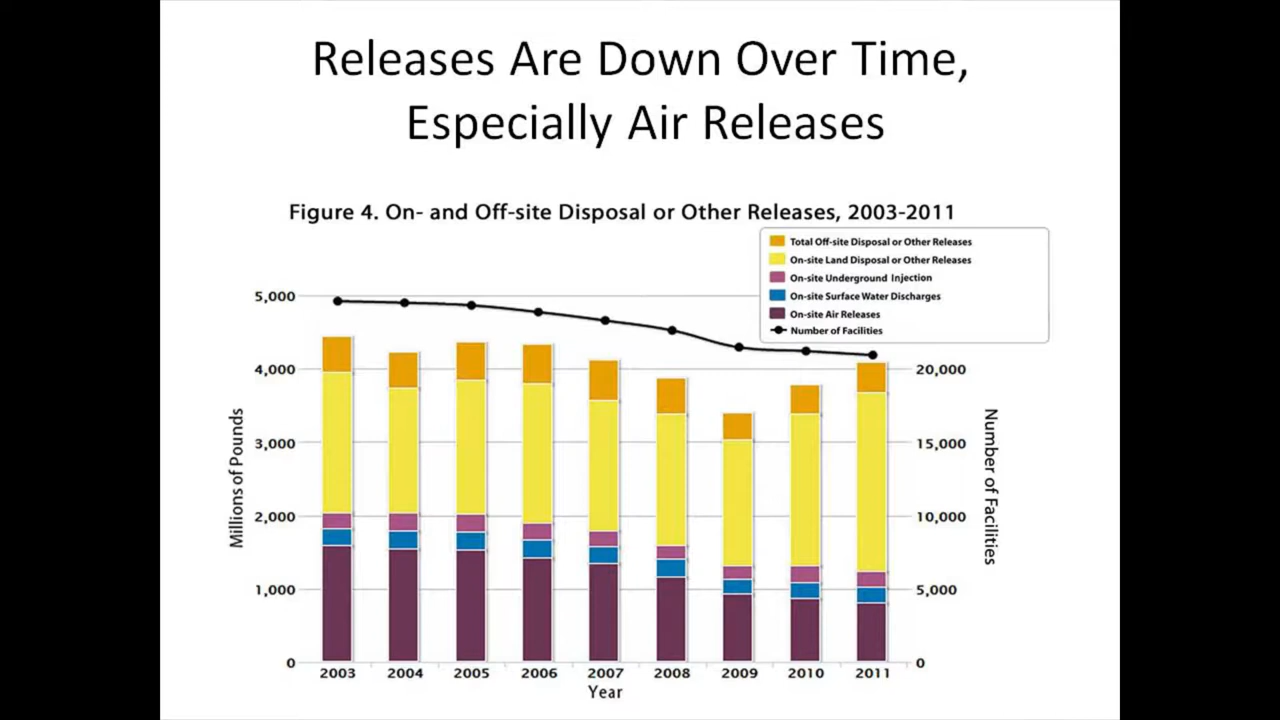 Releases Are Down Over Time,
Especially Air Releases
Figure 4. On- and Off-site Disposal or Other Releases, 2003-2011
Total Off-site Disposal or Other Releases
On-site Land Disposal or Other Releases
On-site Underground Injection
On-site Surface Water Discharges
On-site Air Releases
Number of Facilities
5,000
4,000
3,000
2,000
1,000
0
Millions of Pounds
20,000
15,000
10,000
5,000
0
Number of Facilities
2003 2004 2005 2006 2007 2008 2009 2010 2011
Year